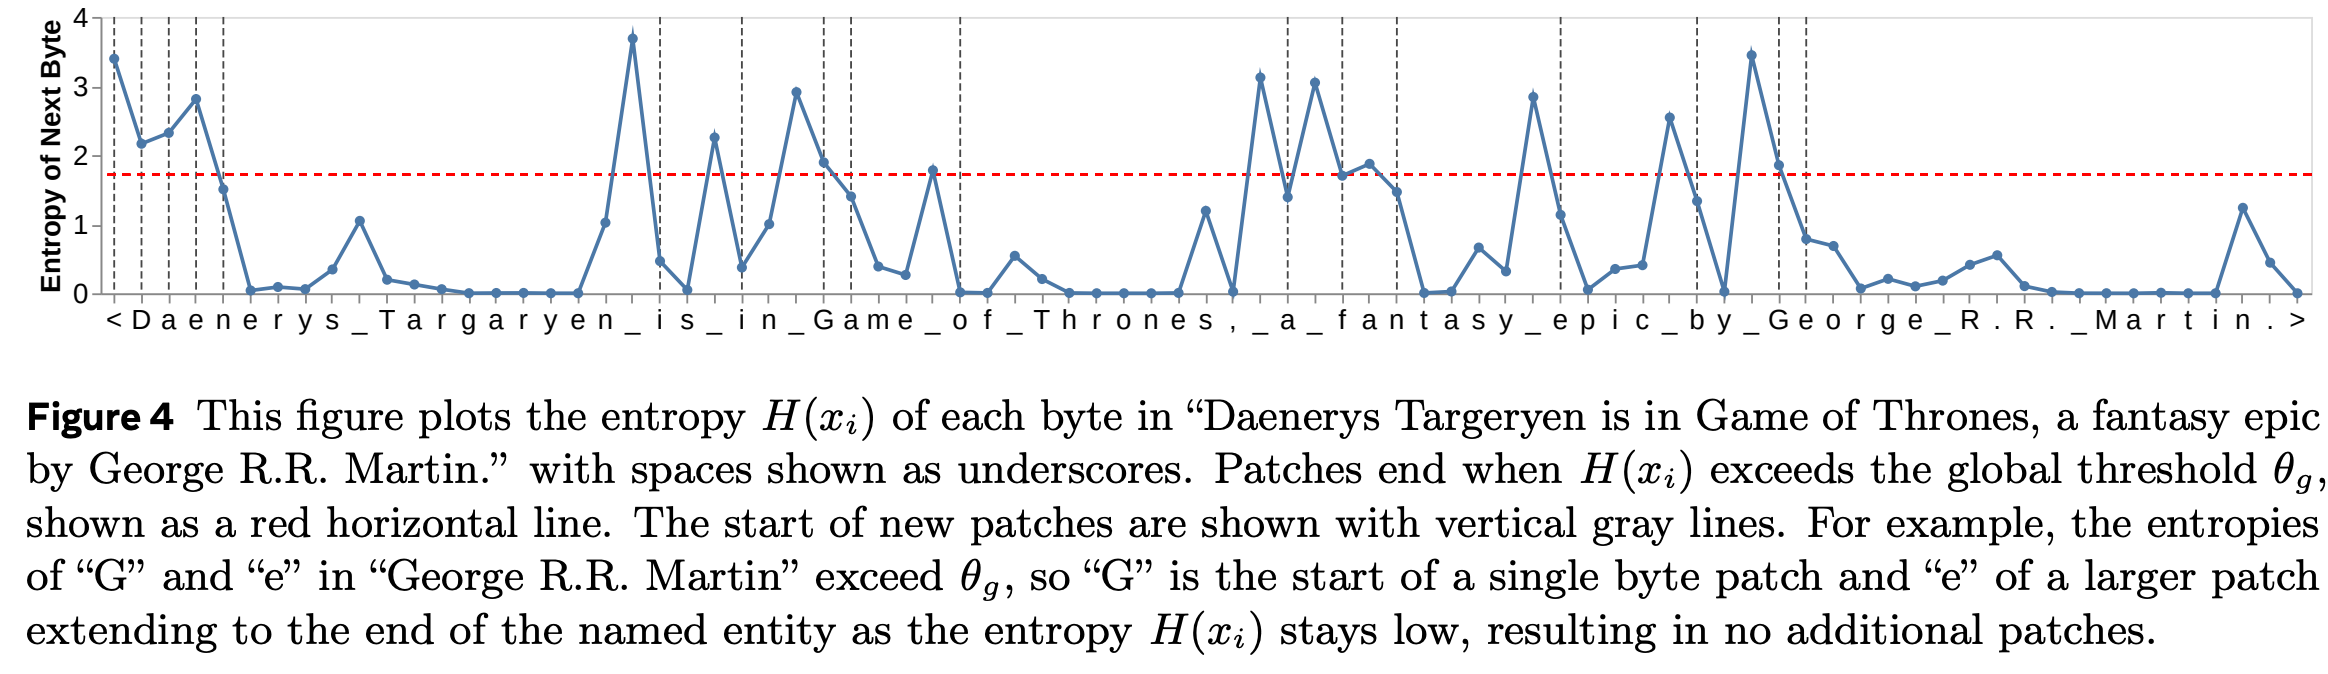 Entropy of Next Byte
4
3
2
1
0
< D a e n e r y s _ T a r g a r y e n _ i s _ i n _ G a m e _ o f _ T h r o n e s , _ a _ f a n t a s y _ e p i c _ b y _ G e o r g e _ R . R . _ M a r t i n . >
Figure 4 This figure plots the entropy H(xᵢ) of each byte in “Daenerys Targeryen is in Game of Thrones, a fantasy epic
by George R.R. Martin.” with spaces shown as underscores. Patches end when H(xᵢ) exceeds the global threshold θg,
shown as a red horizontal line. The start of new patches are shown with vertical gray lines. For example, the entropies
of “G” and “e” in “George R.R. Martin” exceed θg, so “G” is the start of a single byte patch and “e” of a larger patch
extending to the end of the named entity as the entropy H(xᵢ) stays low, resulting in no additional patches.